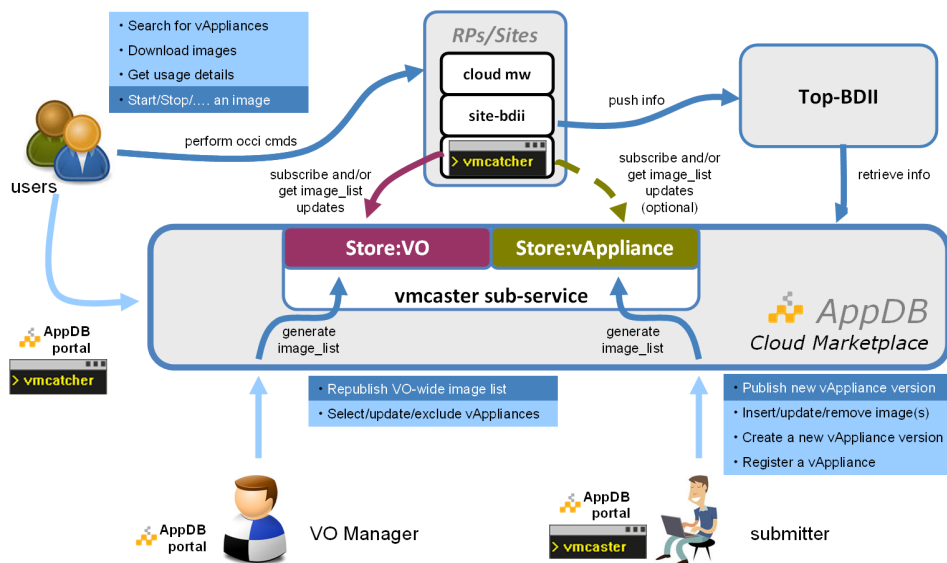 • Search for vAppliances
• Download images
• Get usage details
• Start/Stop/.... an image
users
perform occi cmds
RPs/Sites
cloud mw
site-bdii
> vmcatcher
push info
Top-BDII
retrieve info
subscribe and/or
get image_list
updates
subscribe and/or
get image_list
updates
(optional)
Store:VO
Store:vAppliance
vmcaster sub-service
generate
image_list
generate
image_list
AppDB
Cloud Marketplace
AppDB
portal
> vmcatcher
• Republish VO-wide image list
• Select/update/exclude vAppliances
• Publish new vAppliance version
• Insert/update/remove image(s)
• Create a new vAppliance version
• Register a vAppliance
AppDB
portal
VO Manager
AppDB
portal
> vmcaster
submitter